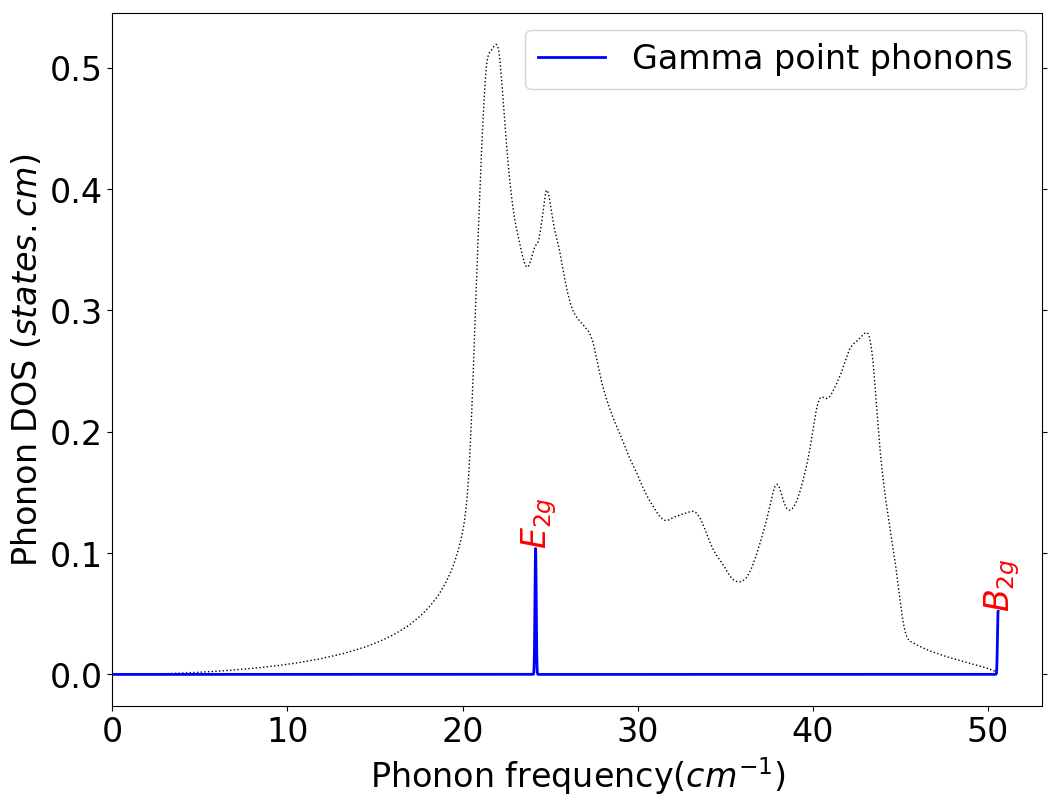 Gamma point phonons
Phonon DOS (states.cm)
0.5
0.4
0.3
0.2
0.1
0.0
E₂g
B₂g
0 10 20 30 40 50
Phonon frequency(cm⁻¹)